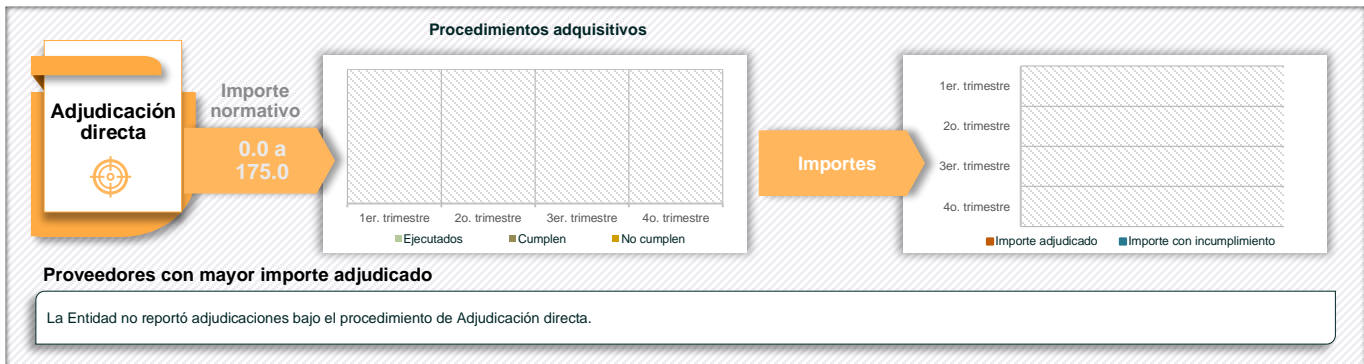 Procedimientos adquisitivos
Adjudicación
directa
Importe
normativo
0.0 a
175.0
1er. trimestre
2o. trimestre
3er. trimestre
4o. trimestre
Ejecutados
Cumplen
No cumplen
Importes
1er. trimestre
2o. trimestre
3er. trimestre
4o. trimestre
Importe adjudicado
Importe con incumplimiento
Proveedores con mayor importe adjudicado
La Entidad no reportó adjudicaciones bajo el procedimiento de Adjudicación directa.